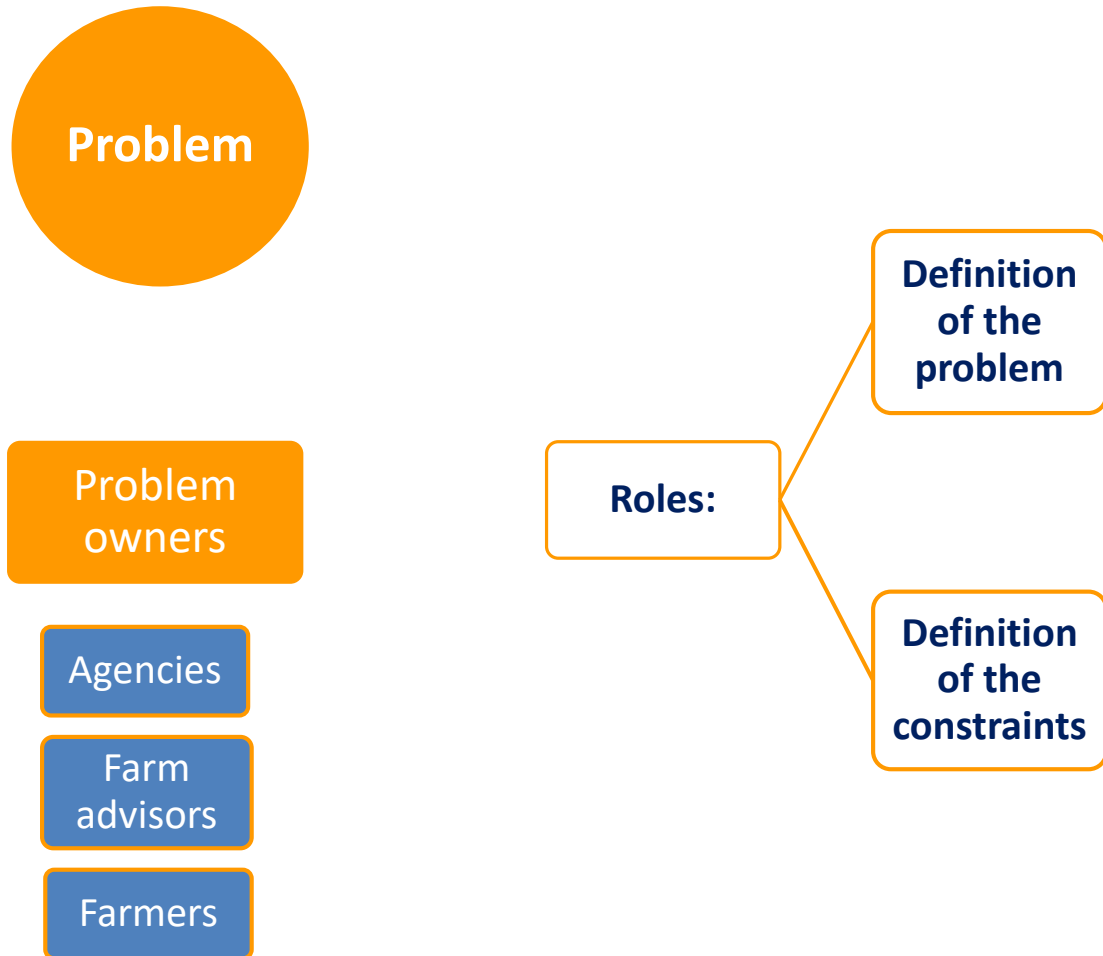 Problem
Problem
owners
Agencies
Farm
advisors
Farmers
Roles:
Definition
of the
problem
Definition
of the
constraints